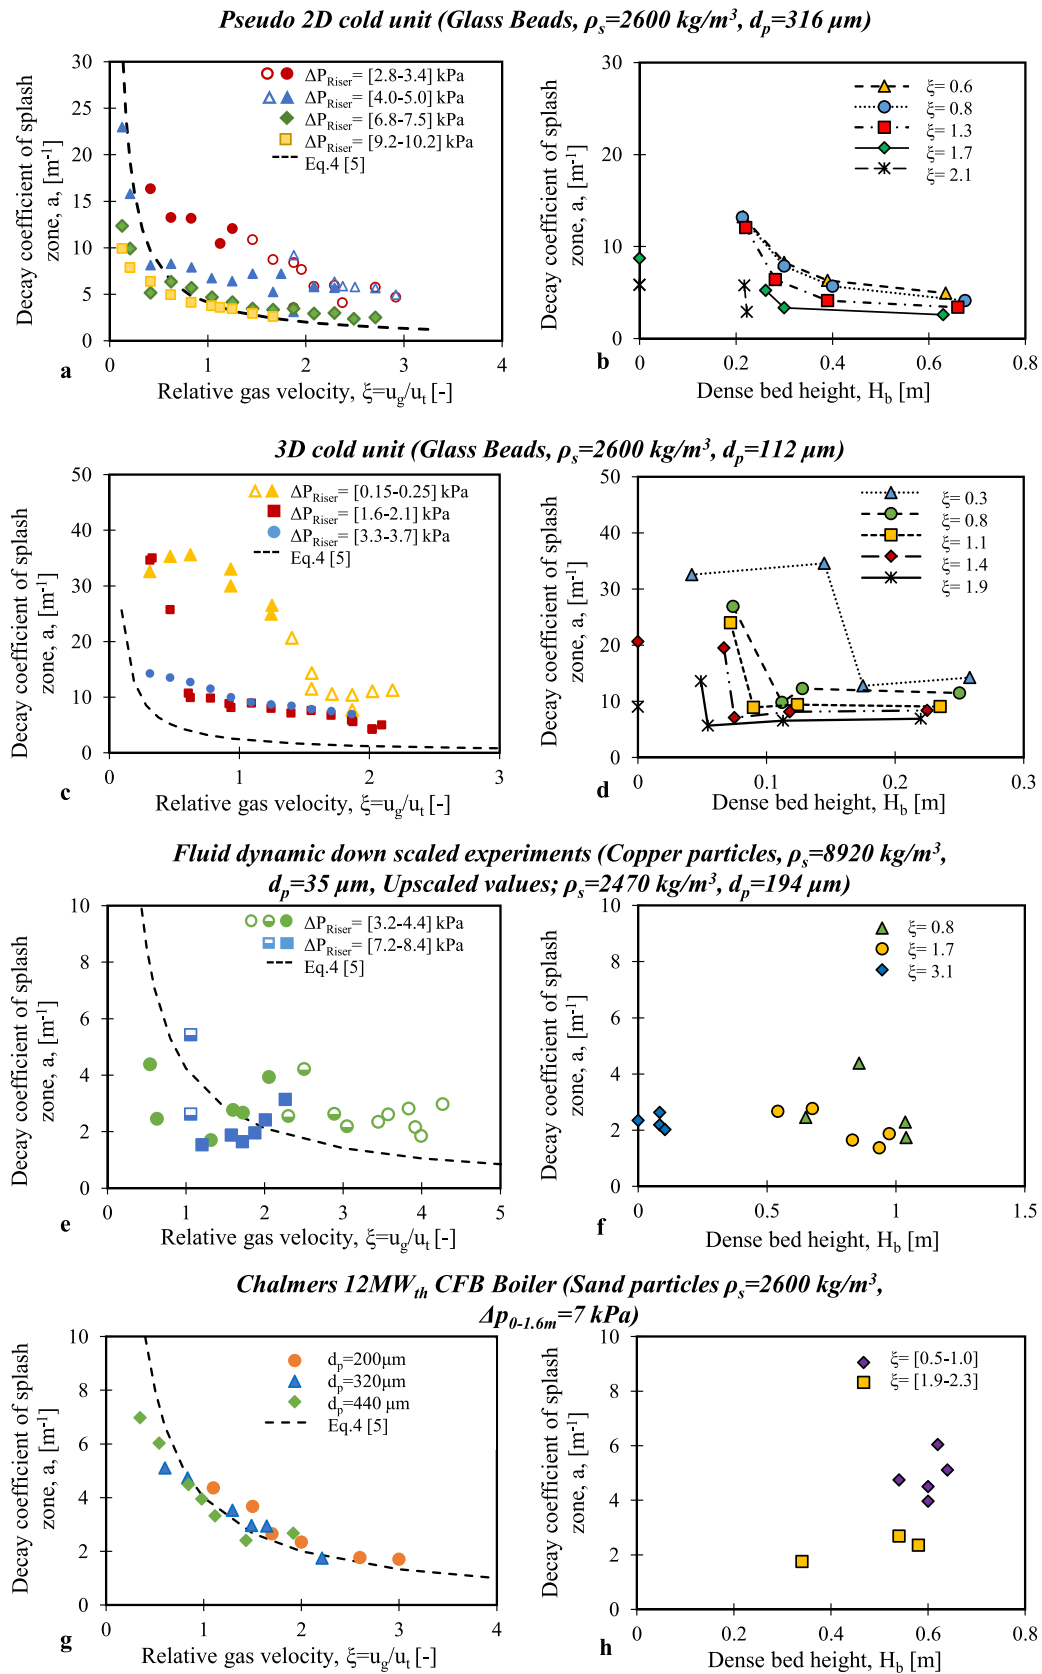 Pseudo 2D cold unit (Glass Beads, ρs=2600 kg/m³, dp=316 μm)
30
25
20
15
10
5
0
0
1
2
3
4
Decay coefficient of splash
zone, a, [m⁻¹]
ΔPRiser= [2.8-3.4] kPa
ΔPRiser= [4.0-5.0] kPa
ΔPRiser= [6.8-7.5] kPa
ΔPRiser= [9.2-10.2] kPa
Eq.4 [5]
a
Relative gas velocity, ξ=ug/ut [-]
30
20
10
0
0
0.2
0.4
0.6
0.8
Decay coefficient of splash
zone, a, [m⁻¹]
ξ= 0.6
ξ= 0.8
ξ= 1.3
ξ= 1.7
ξ= 2.1
b
Dense bed height, Hb [m]
3D cold unit (Glass Beads, ρs=2600 kg/m³, dp=112 μm)
50
40
30
20
10
0
0
1
2
3
Decay coefficient of splash
zone, a, [m⁻¹]
ΔPRiser= [0.15-0.25] kPa
ΔPRiser= [1.6-2.1] kPa
ΔPRiser= [3.3-3.7] kPa
Eq.4 [5]
c
Relative gas velocity, ξ=ug/ut [-]
50
40
30
20
10
0
0
0.1
0.2
0.3
Decay coefficient of splash
zone, a, [m⁻¹]
ξ= 0.3
ξ= 0.8
ξ= 1.1
ξ= 1.4
ξ= 1.9
d
Dense bed height, Hb [m]
Fluid dynamic down scaled experiments (Copper particles, ρs=8920 kg/m³,
dp=35 μm, Upscaled values; ρs=2470 kg/m³, dp=194 μm)
10
8
6
4
2
0
0
1
2
3
4
5
Decay coefficient of splash
zone, a, [m⁻¹]
ΔPRiser= [3.2-4.4] kPa
ΔPRiser= [7.2-8.4] kPa
Eq.4 [5]
e
Relative gas velocity, ξ=ug/ut [-]
10
8
6
4
2
0
0
0.5
1
1.5
Decay coefficient of splash
zone, a, [m⁻¹]
ξ= 0.8
ξ= 1.7
ξ= 3.1
f
Dense bed height, Hb [m]
Chalmers 12MWth CFB Boiler (Sand particles ρs=2600 kg/m³,
Δp0-1.6m=7 kPa)
10
8
6
4
2
0
0
1
2
3
4
Decay coefficient of splash
zone, a, [m⁻¹]
dp=200μm
dp=320μm
dp=440 μm
Eq.4 [5]
g
Relative gas velocity, ξ=ug/ut [-]
10
8
6
4
2
0
0
0.2
0.4
0.6
0.8
Decay coefficient of splash
zone, a, [m⁻¹]
ξ= [0.5-1.0]
ξ= [1.9-2.3]
h
Dense bed height, Hb [m]